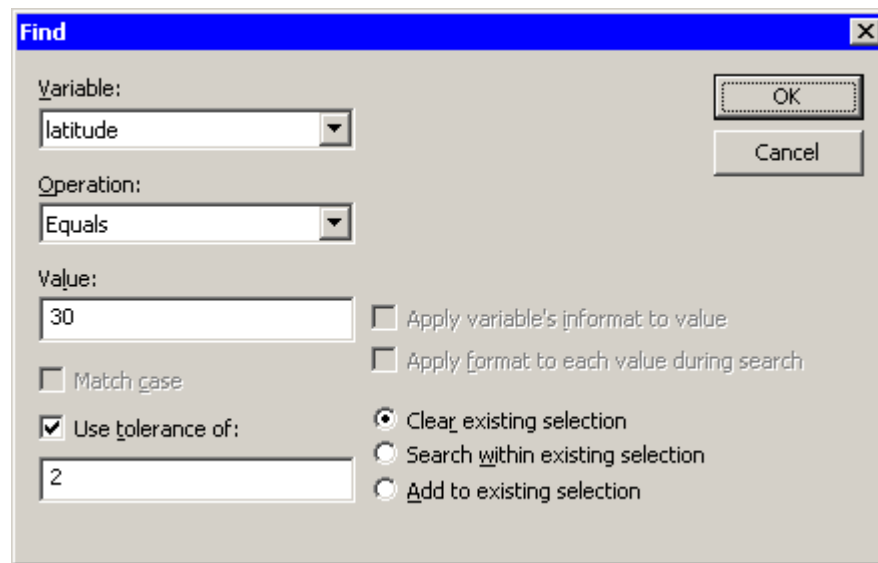 Find
Variable:
latitude
OK
Cancel
Operation:
Equals
Value:
30
Apply variable's informat to value
Apply format to each value during search
Match case
Use tolerance of:
2
Clear existing selection
Search within existing selection
Add to existing selection